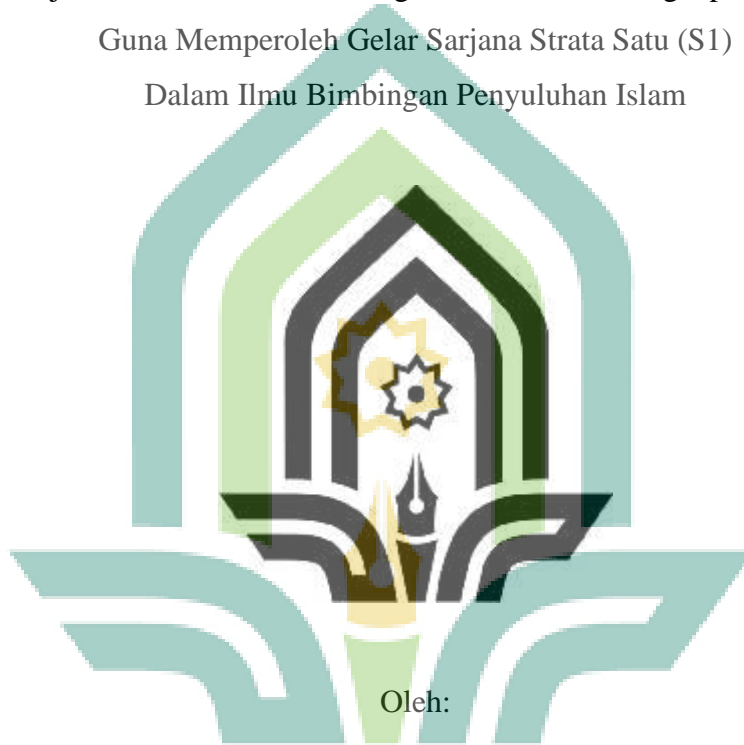 Guna Memperoleh Gelar Sarjana Strata Satu (S1)
Dalam Ilmu Bimbingan Penyuluhan Islam
Oleh: